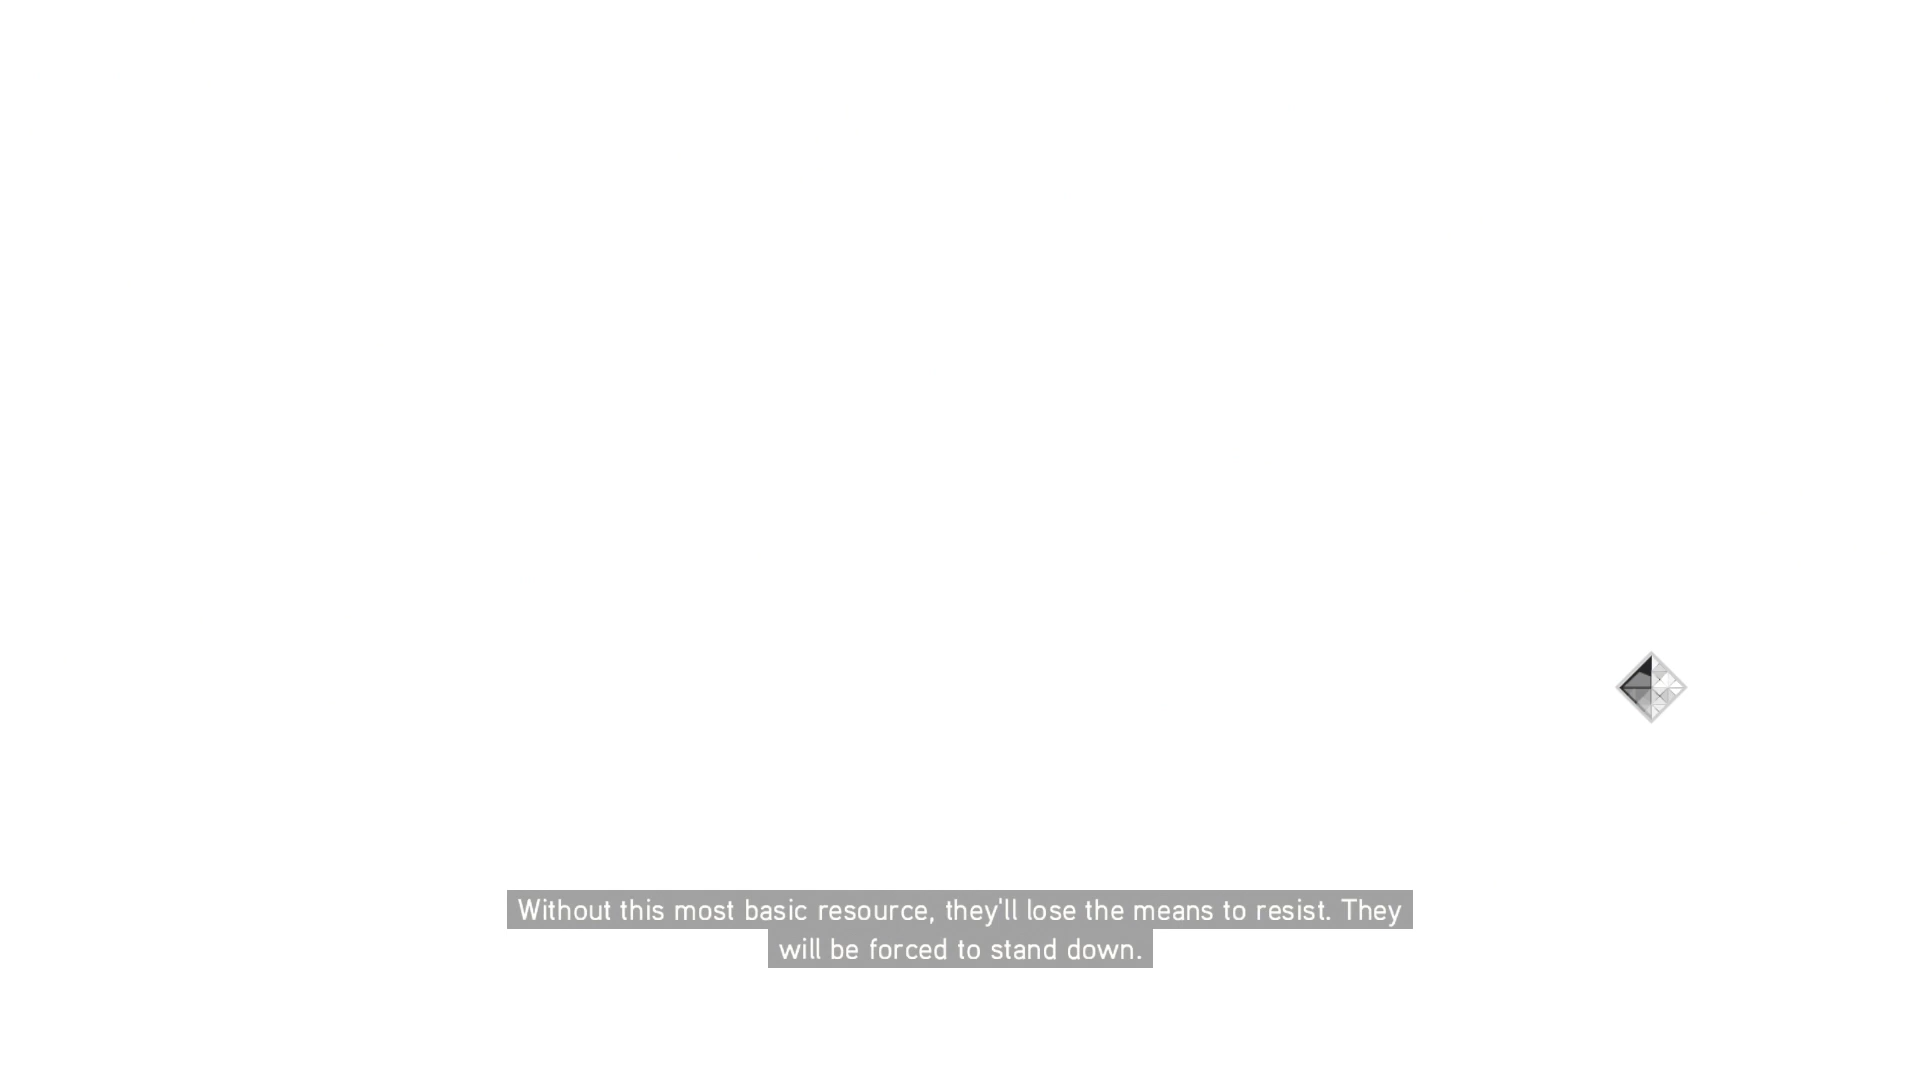 Without this most basic resource, they'll lose the means to resist. They
will be forced to stand down.